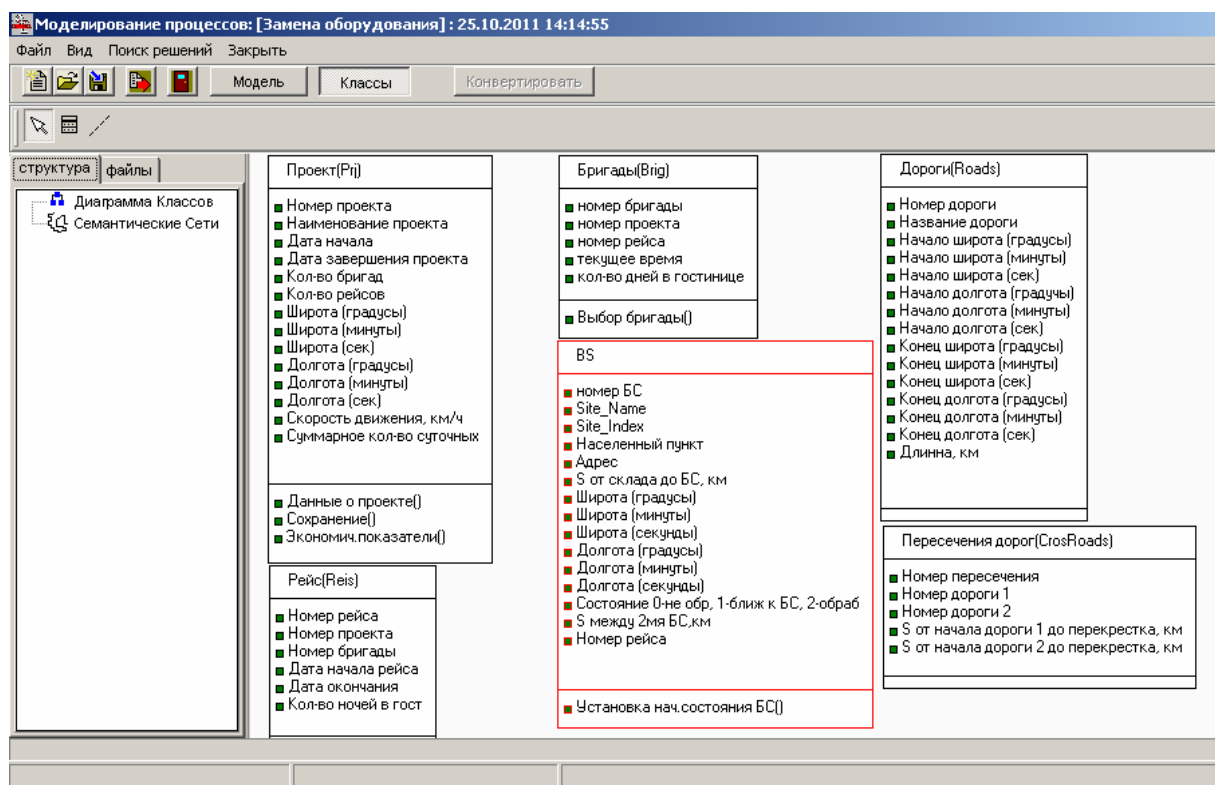 Моделирование процессов: [Замена оборудования] : 25.10.2011 14:14:55
Файл Вид Поиск решений Закрыть
Модель Классы Конвертировать
структура файлы
Диаграмма Классов
Семантические Сети
Проект(Prj)
Номер проекта
Наименование проекта
Дата начала
Дата завершения проекта
Кол-во бригад
Кол-во рейсов
Широта (градусы)
Широта (минуты)
Широта (сек)
Долгота (градусы)
Долгота (минуты)
Долгота (сек)
Скорость движения, км/ч
Суммарное кол-во суточных
Данные о проекте()
Сохранение()
Экономич.показатели()
Рейс(Reis)
Номер рейса
Номер проекта
Номер бригады
Дата начала рейса
Дата окончания
Кол-во ночей в гост
Бригады(Brig)
номер бригады
номер проекта
номер рейса
текущее время
кол-во дней в гостинице
Выбор бригады()
BS
номер БС
Site_Name
Site_Index
Населенный пункт
Адрес
S от склада до БС, км
Широта (градусы)
Широта (минуты)
Широта (секунды)
Долгота (градусы)
Долгота (минуты)
Долгота (секунды)
Состояние 0-не обр, 1-ближ к БС, 2-обраб
S между 2мя БС,км
Номер рейса
Установка нач.состояния БС()
Дороги(Roads)
Номер дороги
Название дороги
Начало широта (градусы)
Начало широта (минуты)
Начало широта (сек)
Начало долгота (градучы)
Начало долгота (минуты)
Начало долгота (сек)
Конец широта (градусы)
Конец широта (минуты)
Конец широта (сек)
Конец долгота (градусы)
Конец долгота (минуты)
Конец долгота (сек)
Длинна, км
Пересечения дорог(CrosRoads)
Номер пересечения
Номер дороги 1
Номер дороги 2
S от начала дороги 1 до перекрестка, км
S от начала дороги 2 до перекрестка, км